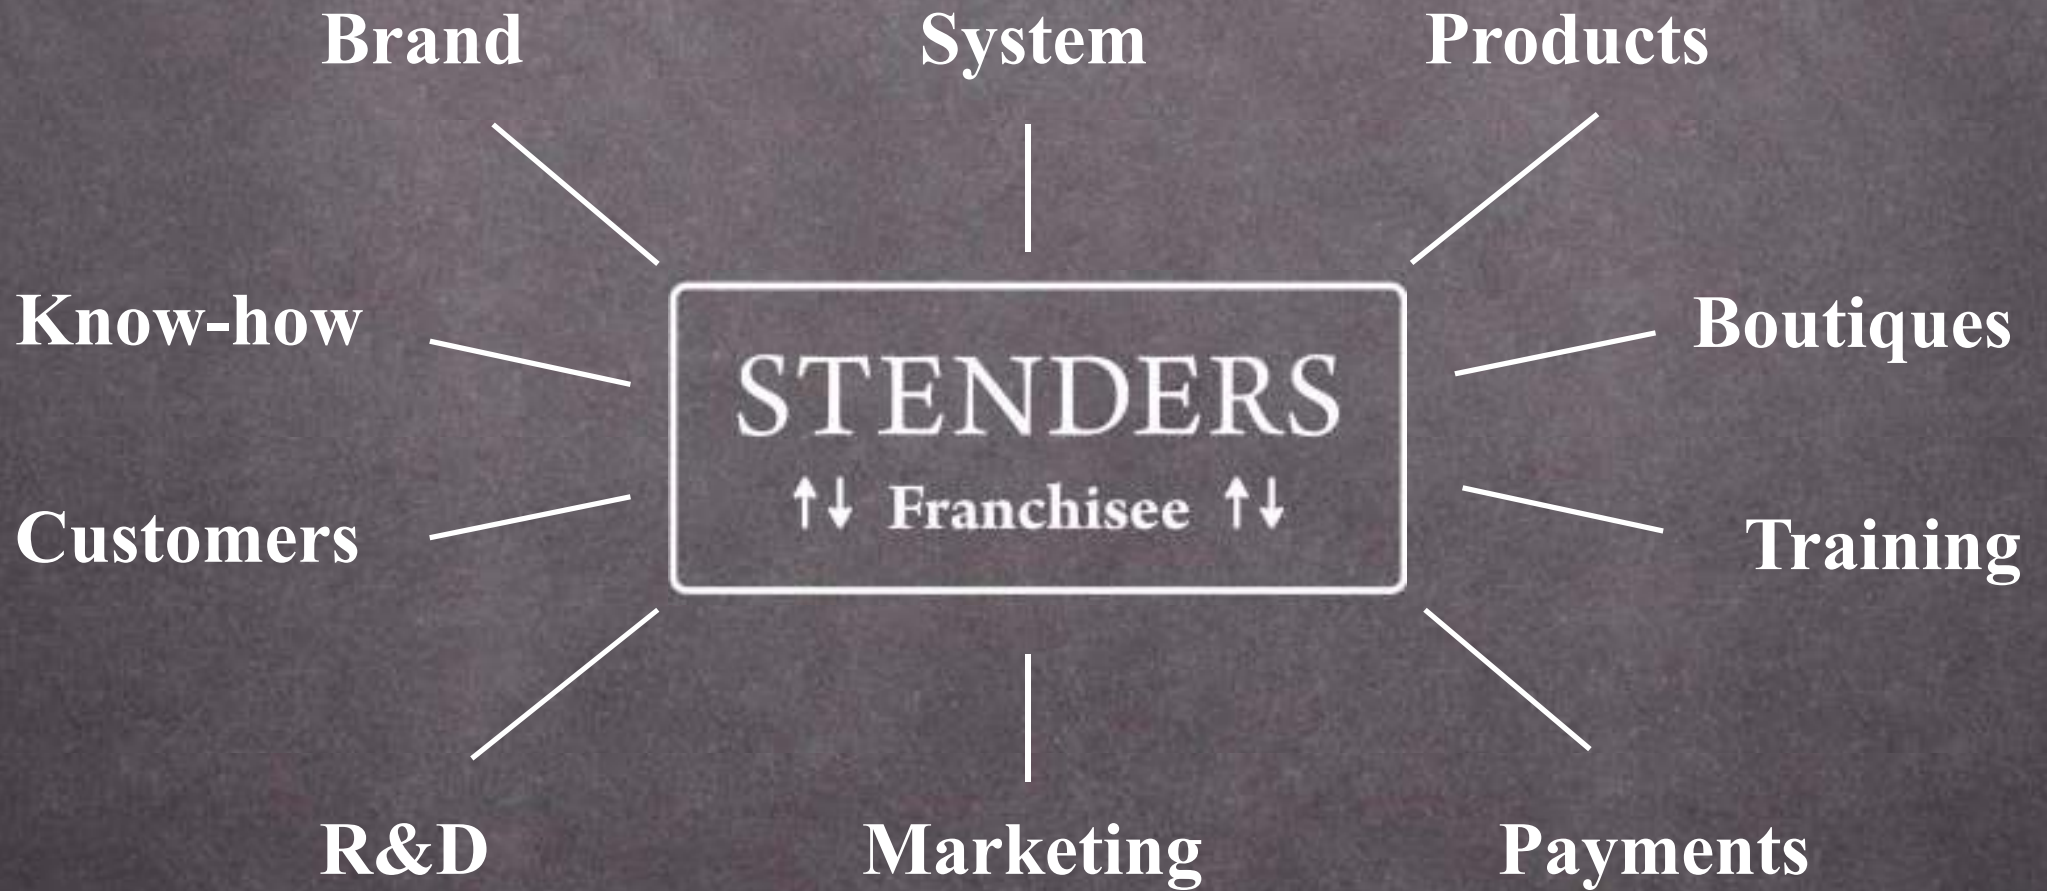 Brand
System
Products
Know-how
Boutiques
STENDERS
↑↓ Franchisee ↑↓
Customers
Training
R&D
Marketing
Payments